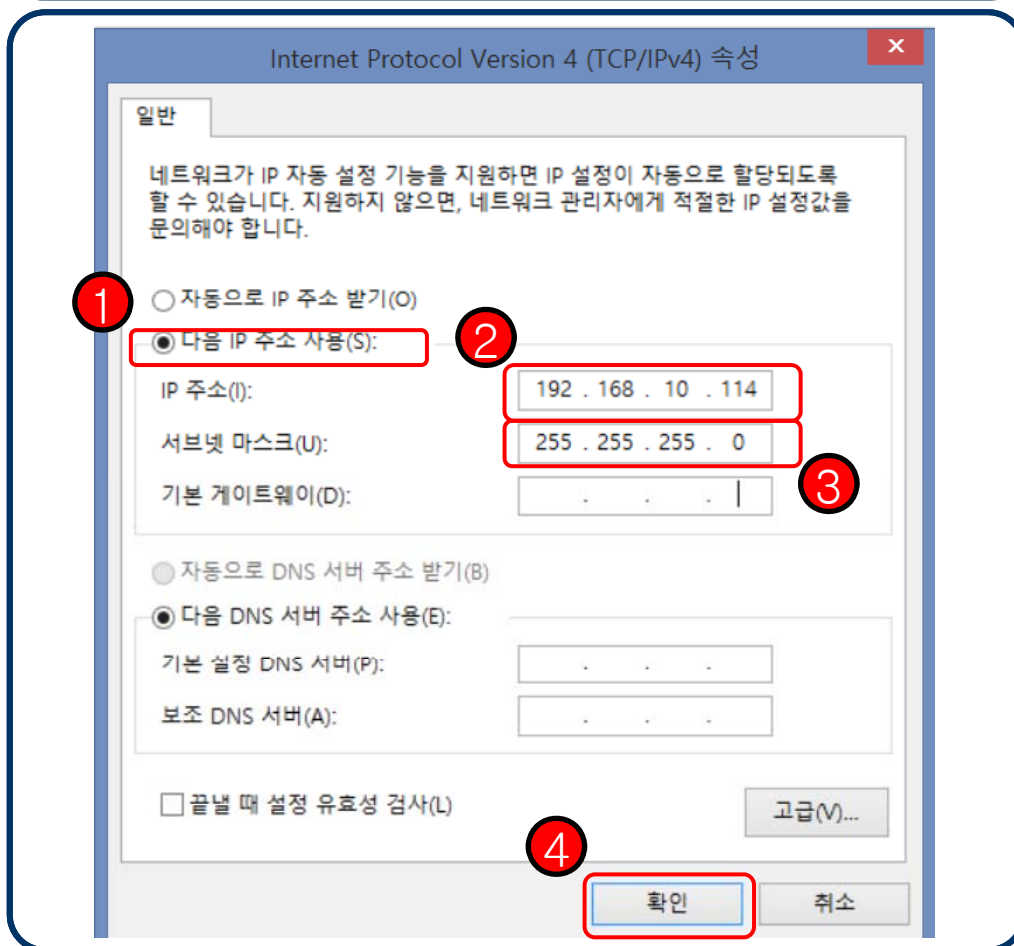 Internet Protocol Version 4 (TCP/IPv4) 속성
x
일반
네트워크가 IP 자동 설정 기능을 지원하면 IP 설정이 자동으로 할당되도록
할 수 있습니다. 지원하지 않으면, 네트워크 관리자에게 적절한 IP 설정값을
문의해야 합니다.
1
자동으로 IP 주소 받기(O)
다음 IP 주소 사용(S):
2
IP 주소(I): 192 . 168 . 10 . 114
서브넷 마스크(U): 255 . 255 . 255 . 0
3
기본 게이트웨이(D): . . .
자동으로 DNS 서버 주소 받기(B)
다음 DNS 서버 주소 사용(E):
기본 설정 DNS 서버(P): . . .
보조 DNS 서버(A): . . .
끝낼 때 설정 유효성 검사(L)
고급(V)...
4
확인 취소